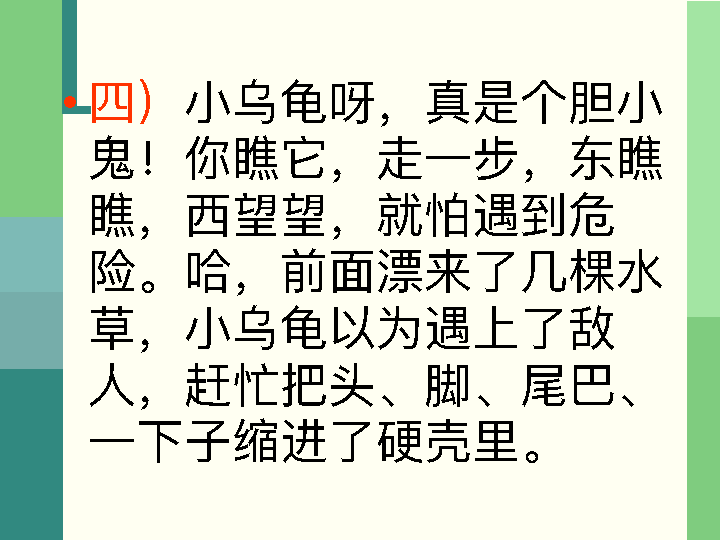 • 四）小乌龟呀，真是个胆小
鬼！你瞧它，走一步，东瞧
瞧，西望望，就怕遇到危
险。哈，前面漂来了几棵水
草，小乌龟以为遇上了敌
人，赶忙把头、脚、尾巴、
一下子缩进了硬壳里。